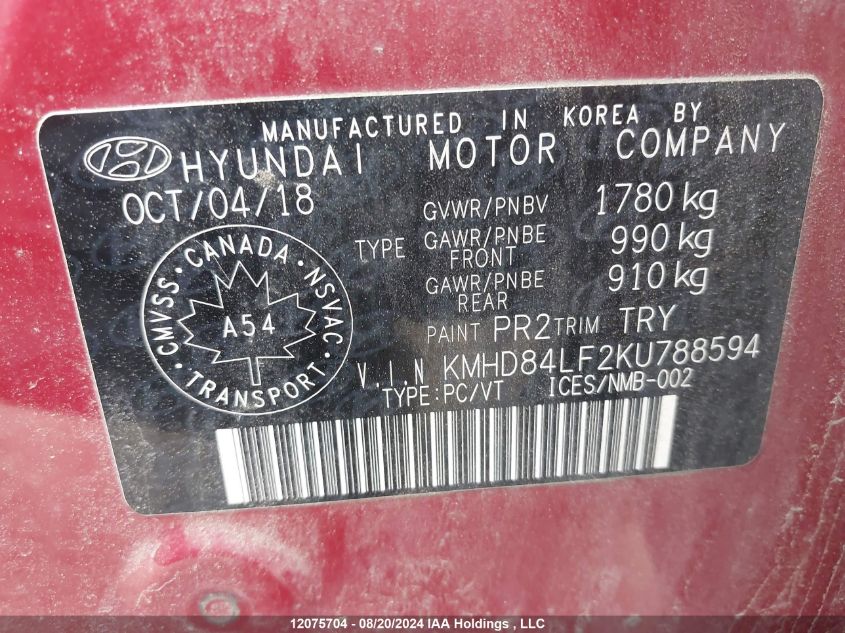 MANUFACTURED IN KOREA BY
HYUNDAI MOTOR COMPANY
OCT/04/18
GVWR/PNBV 1780 kg
TYPE GAWR/PNBE FRONT 990 kg
GAWR/PNBE REAR 910 kg
PAINT PR2 TRIM TRY
V.I.N KMHD84LF2KU788594
TYPE:PC/VT ICES/NMB-002
CMVSS · CANADA · NSVAC · TRANSPORT ·
A54
12075704 - 08/20/2024 IAA Holdings , LLC